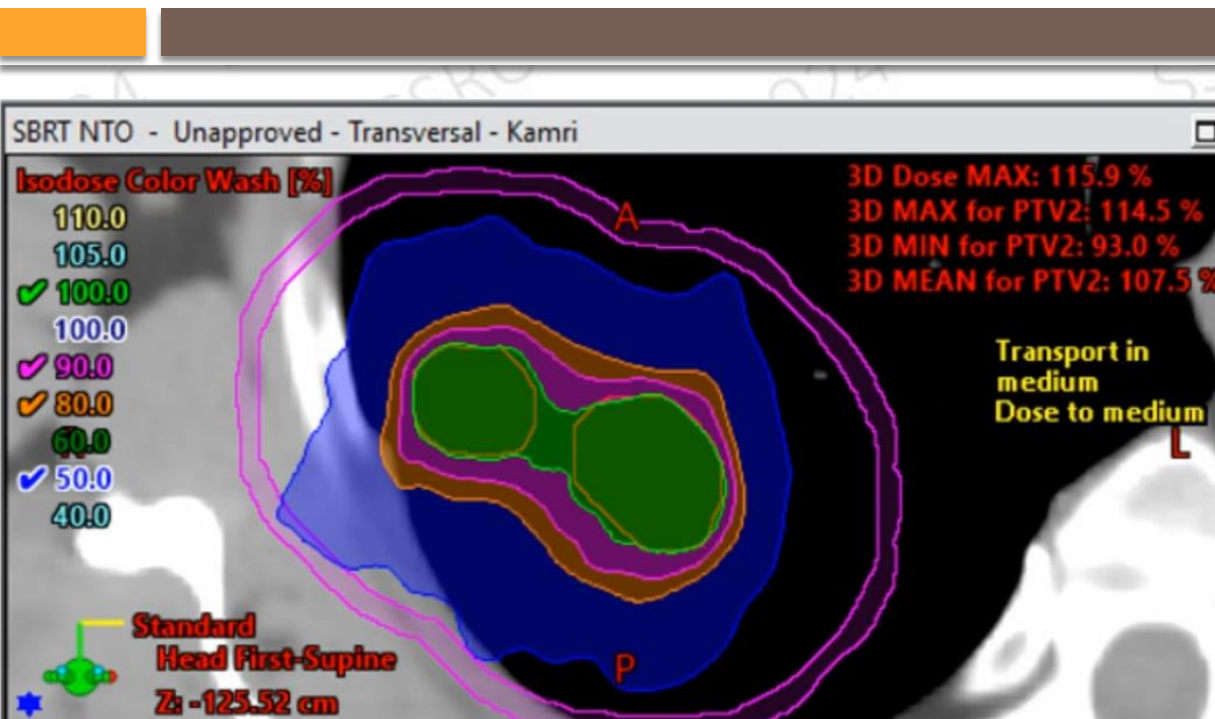 SBRT NTO - Unapproved - Transversal - Kamri
Isodose Color Wash [%]
110.0
105.0
100.0
100.0
90.0
80.0
60.0
50.0
40.0
3D Dose MAX: 115.9 %
3D MAX for PTV2: 114.5 %
3D MIN for PTV2: 93.0 %
3D MEAN for PTV2: 107.5 %
A
Transport in
medium
Dose to medium
L
Standard
Head First-Supine
Z: -125.52 cm
P